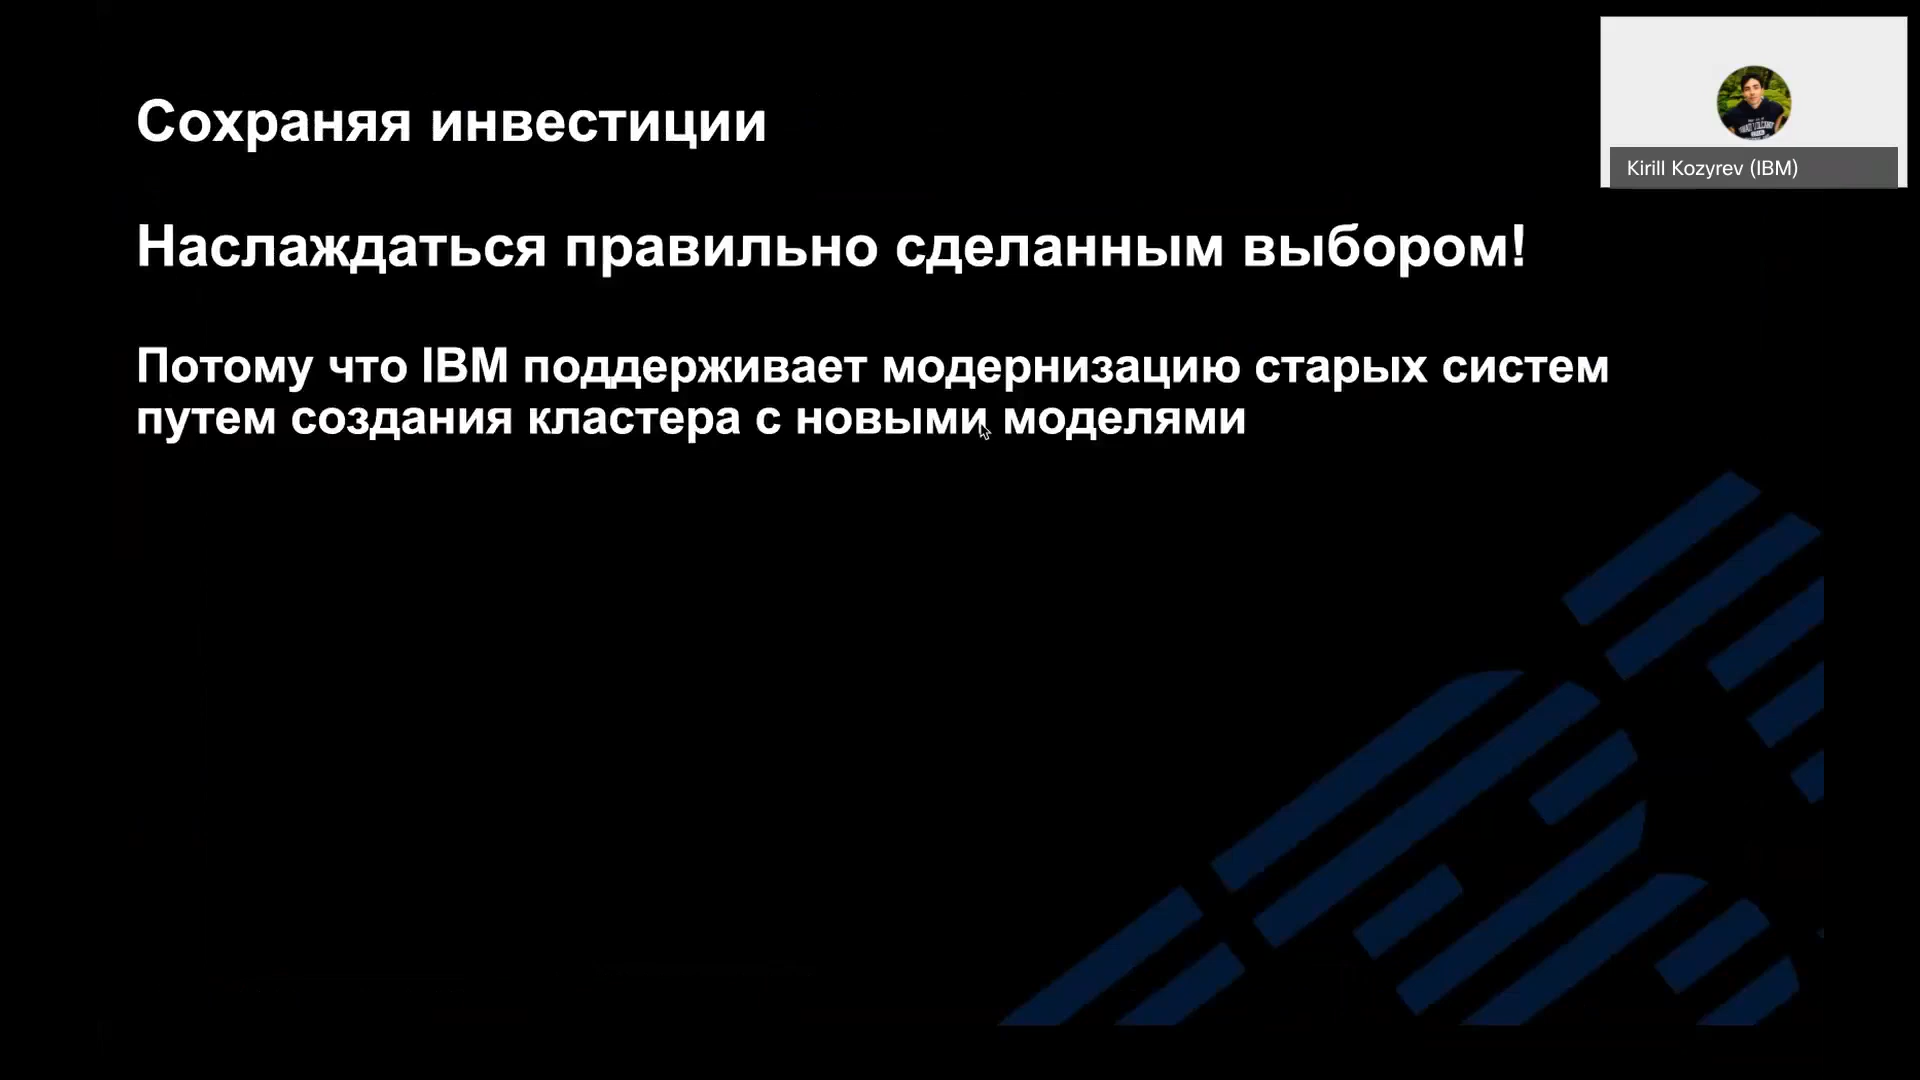 Сохраняя инвестиции
Kirill Kozyrev (IBM)
Наслаждаться правильно сделанным выбором!
Потому что IBM поддерживает модернизацию старых систем
путем создания кластера с новыми моделями